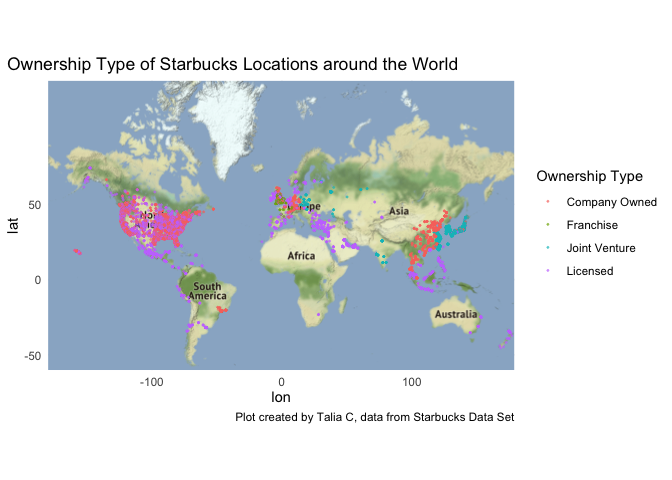 Ownership Type of Starbucks Locations around the World
lat
50
0
-50
Asia
Africa
South
America
Australia
-100
0
100
lon
Ownership Type
Company Owned
Franchise
Joint Venture
Licensed
Plot created by Talia C, data from Starbucks Data Set